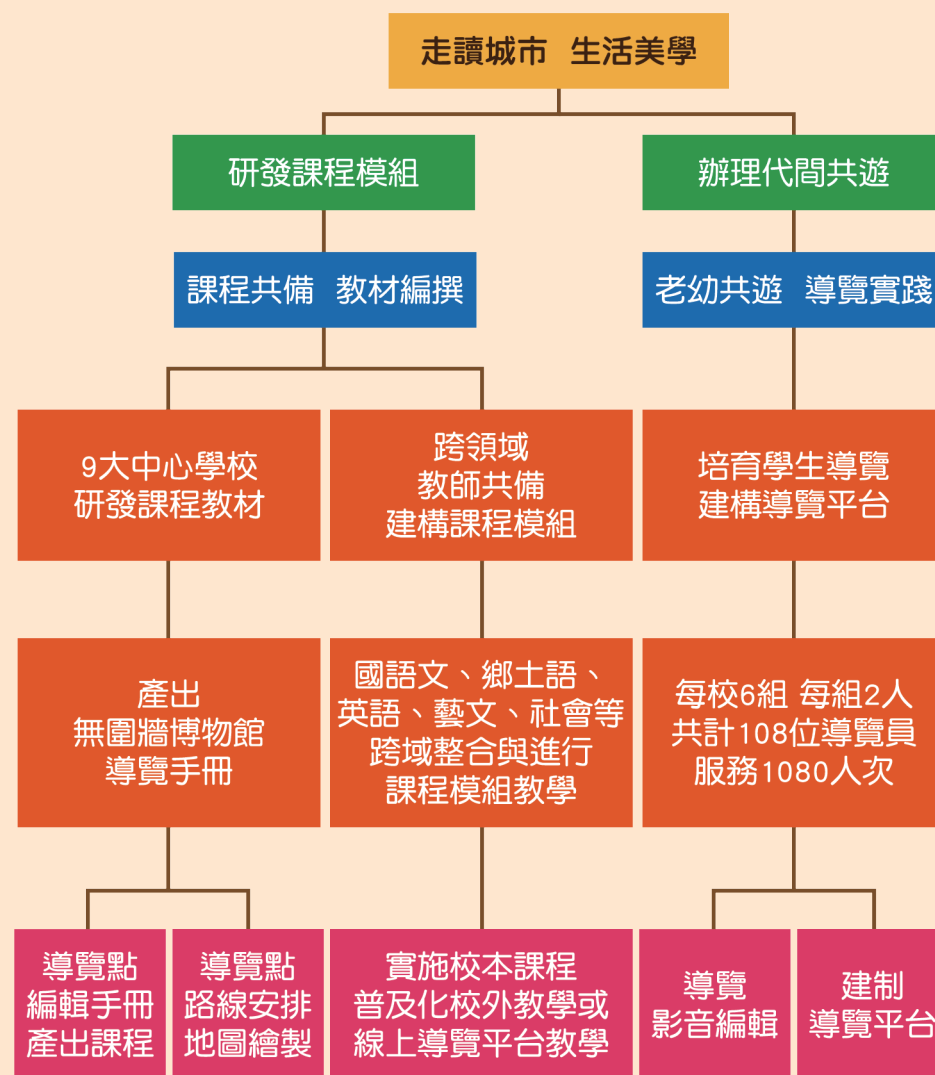 走讀城市 生活美學
研發課程模組
辦理代間共遊
課程共備 教材編撰
老幼共遊 導覽實踐
9大中心學校
研發課程教材
跨領域
教師共備
建構課程模組
培育學生導覽
建構導覽平台
產出
無圍牆博物館
導覽手冊
國語文、鄉土語、
英語、藝文、社會等
跨域整合與進行
課程模組教學
每校6組 每組2人
共計108位導覽員
服務1080人次
導覽點
編輯手冊
產出課程
導覽點
路線安排
地圖繪製
實施校本課程
普及化校外教學或
線上導覽平台教學
導覽
影音編輯
建制
導覽平台